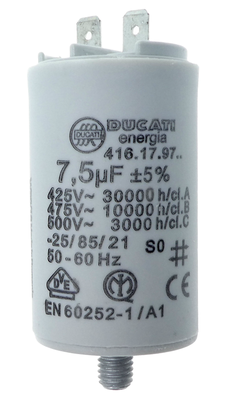 DUCATI
DUCATI
energia
416.17.97..
7,5µF ±5%
425V~ 30000 h/cl.A
475V~ 10000 h/cl.B
500V~ 3000 h/cl.C
-25/85/21 S0
50-60 Hz
VDE
CE
EN 60252-1/A1